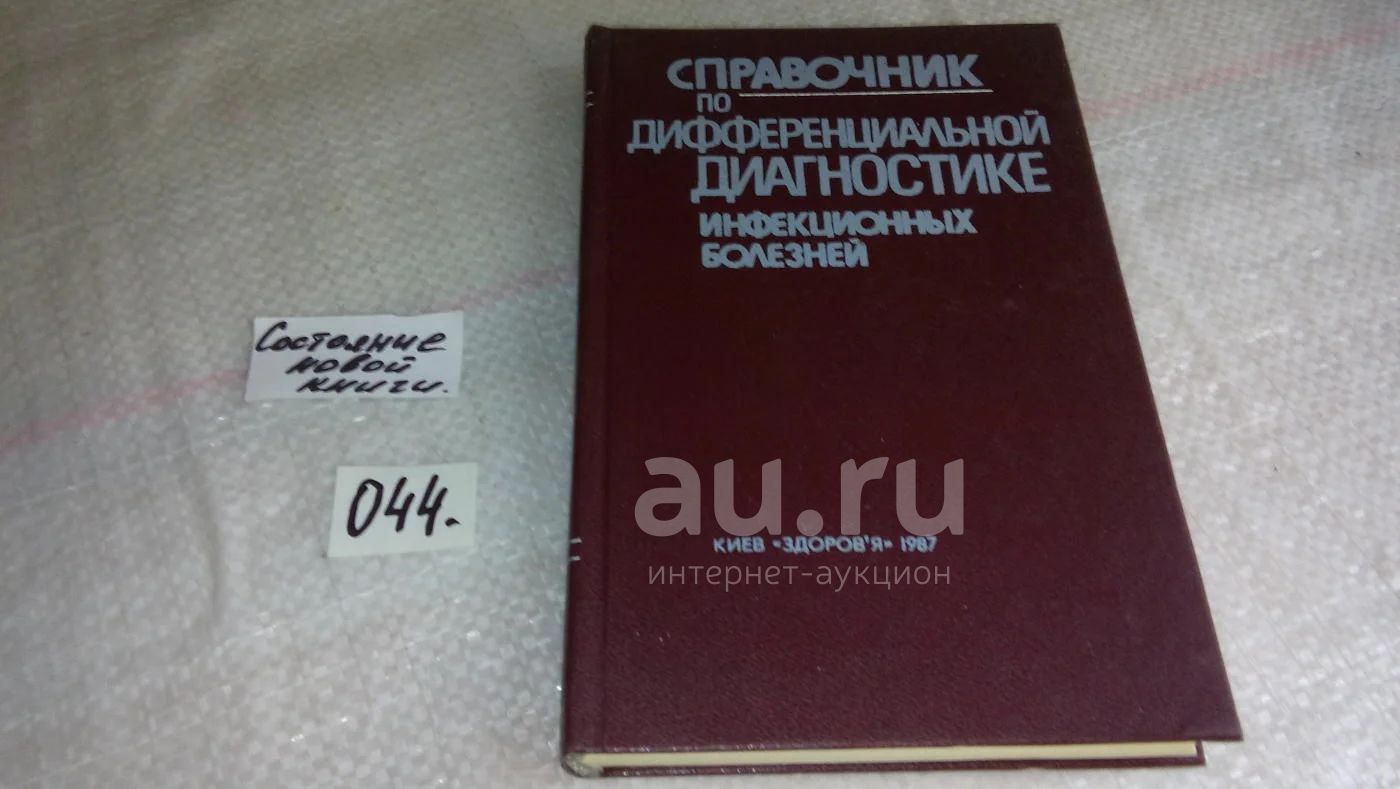 СПРАВОЧНИК
ПО
ДИФФЕРЕНЦИАЛЬНОЙ
ДИАГНОСТИКЕ
ИНФЕКЦИОННЫХ
БОЛЕЗНЕЙ
Состояние
новой
книги.
044.
au.ru
КИЕВ «ЗДОРОВ'Я» 1987
интернет-аукцион